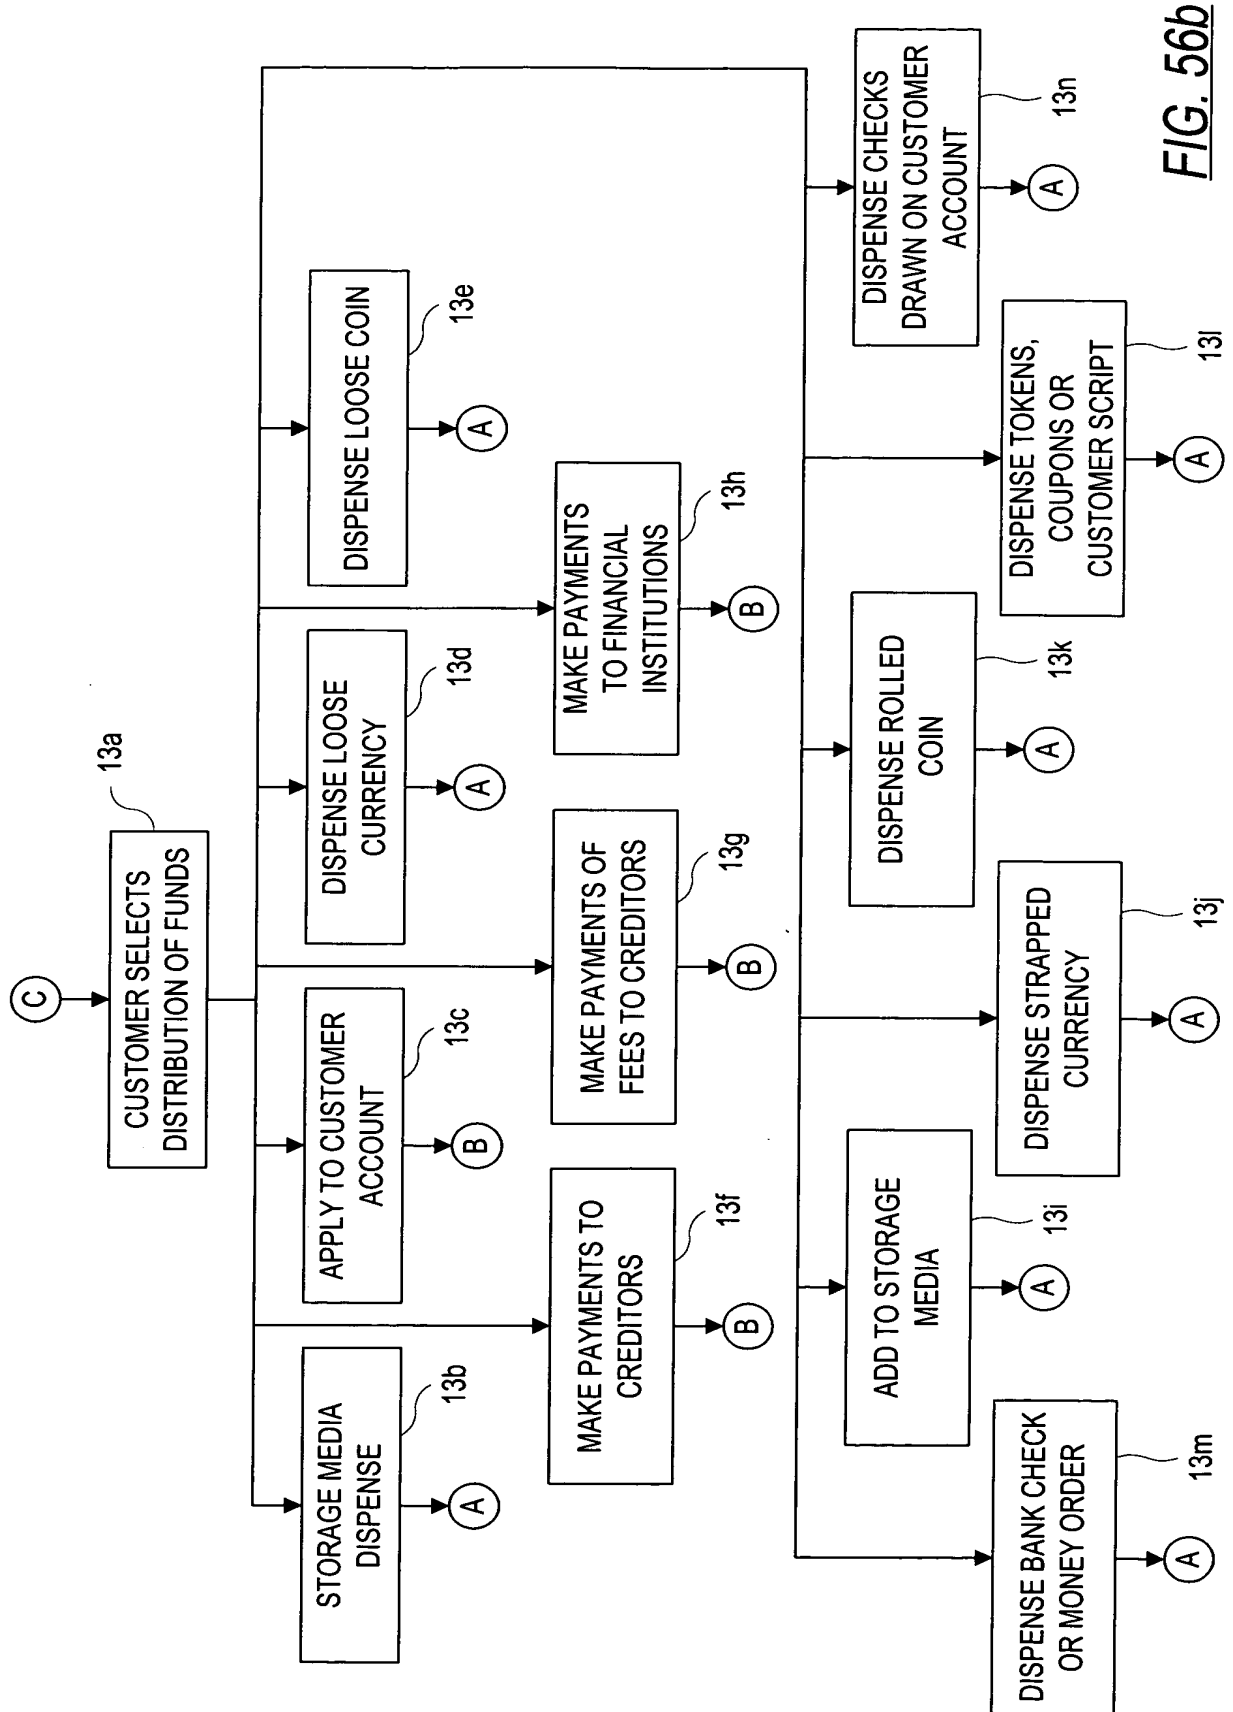 C
CUSTOMER SELECTS
DISTRIBUTION OF FUNDS
13a
STORAGE MEDIA
DISPENSE
13b
A
APPLY TO CUSTOMER
ACCOUNT
13c
B
DISPENSE LOOSE
CURRENCY
13d
A
DISPENSE LOOSE COIN
13e
A
MAKE PAYMENTS TO
CREDITORS
13f
B
MAKE PAYMENTS OF
FEES TO CREDITORS
13g
B
MAKE PAYMENTS
TO FINANCIAL
INSTITUTIONS
13h
B
ADD TO STORAGE
MEDIA
13i
A
DISPENSE ROLLED
COIN
13k
A
DISPENSE CHECKS
DRAWN ON CUSTOMER
ACCOUNT
13n
A
DISPENSE BANK CHECK
OR MONEY ORDER
13m
A
DISPENSE STRAPPED
CURRENCY
13j
A
DISPENSE TOKENS,
COUPONS OR
CUSTOMER SCRIPT
13l
A
FIG. 56b